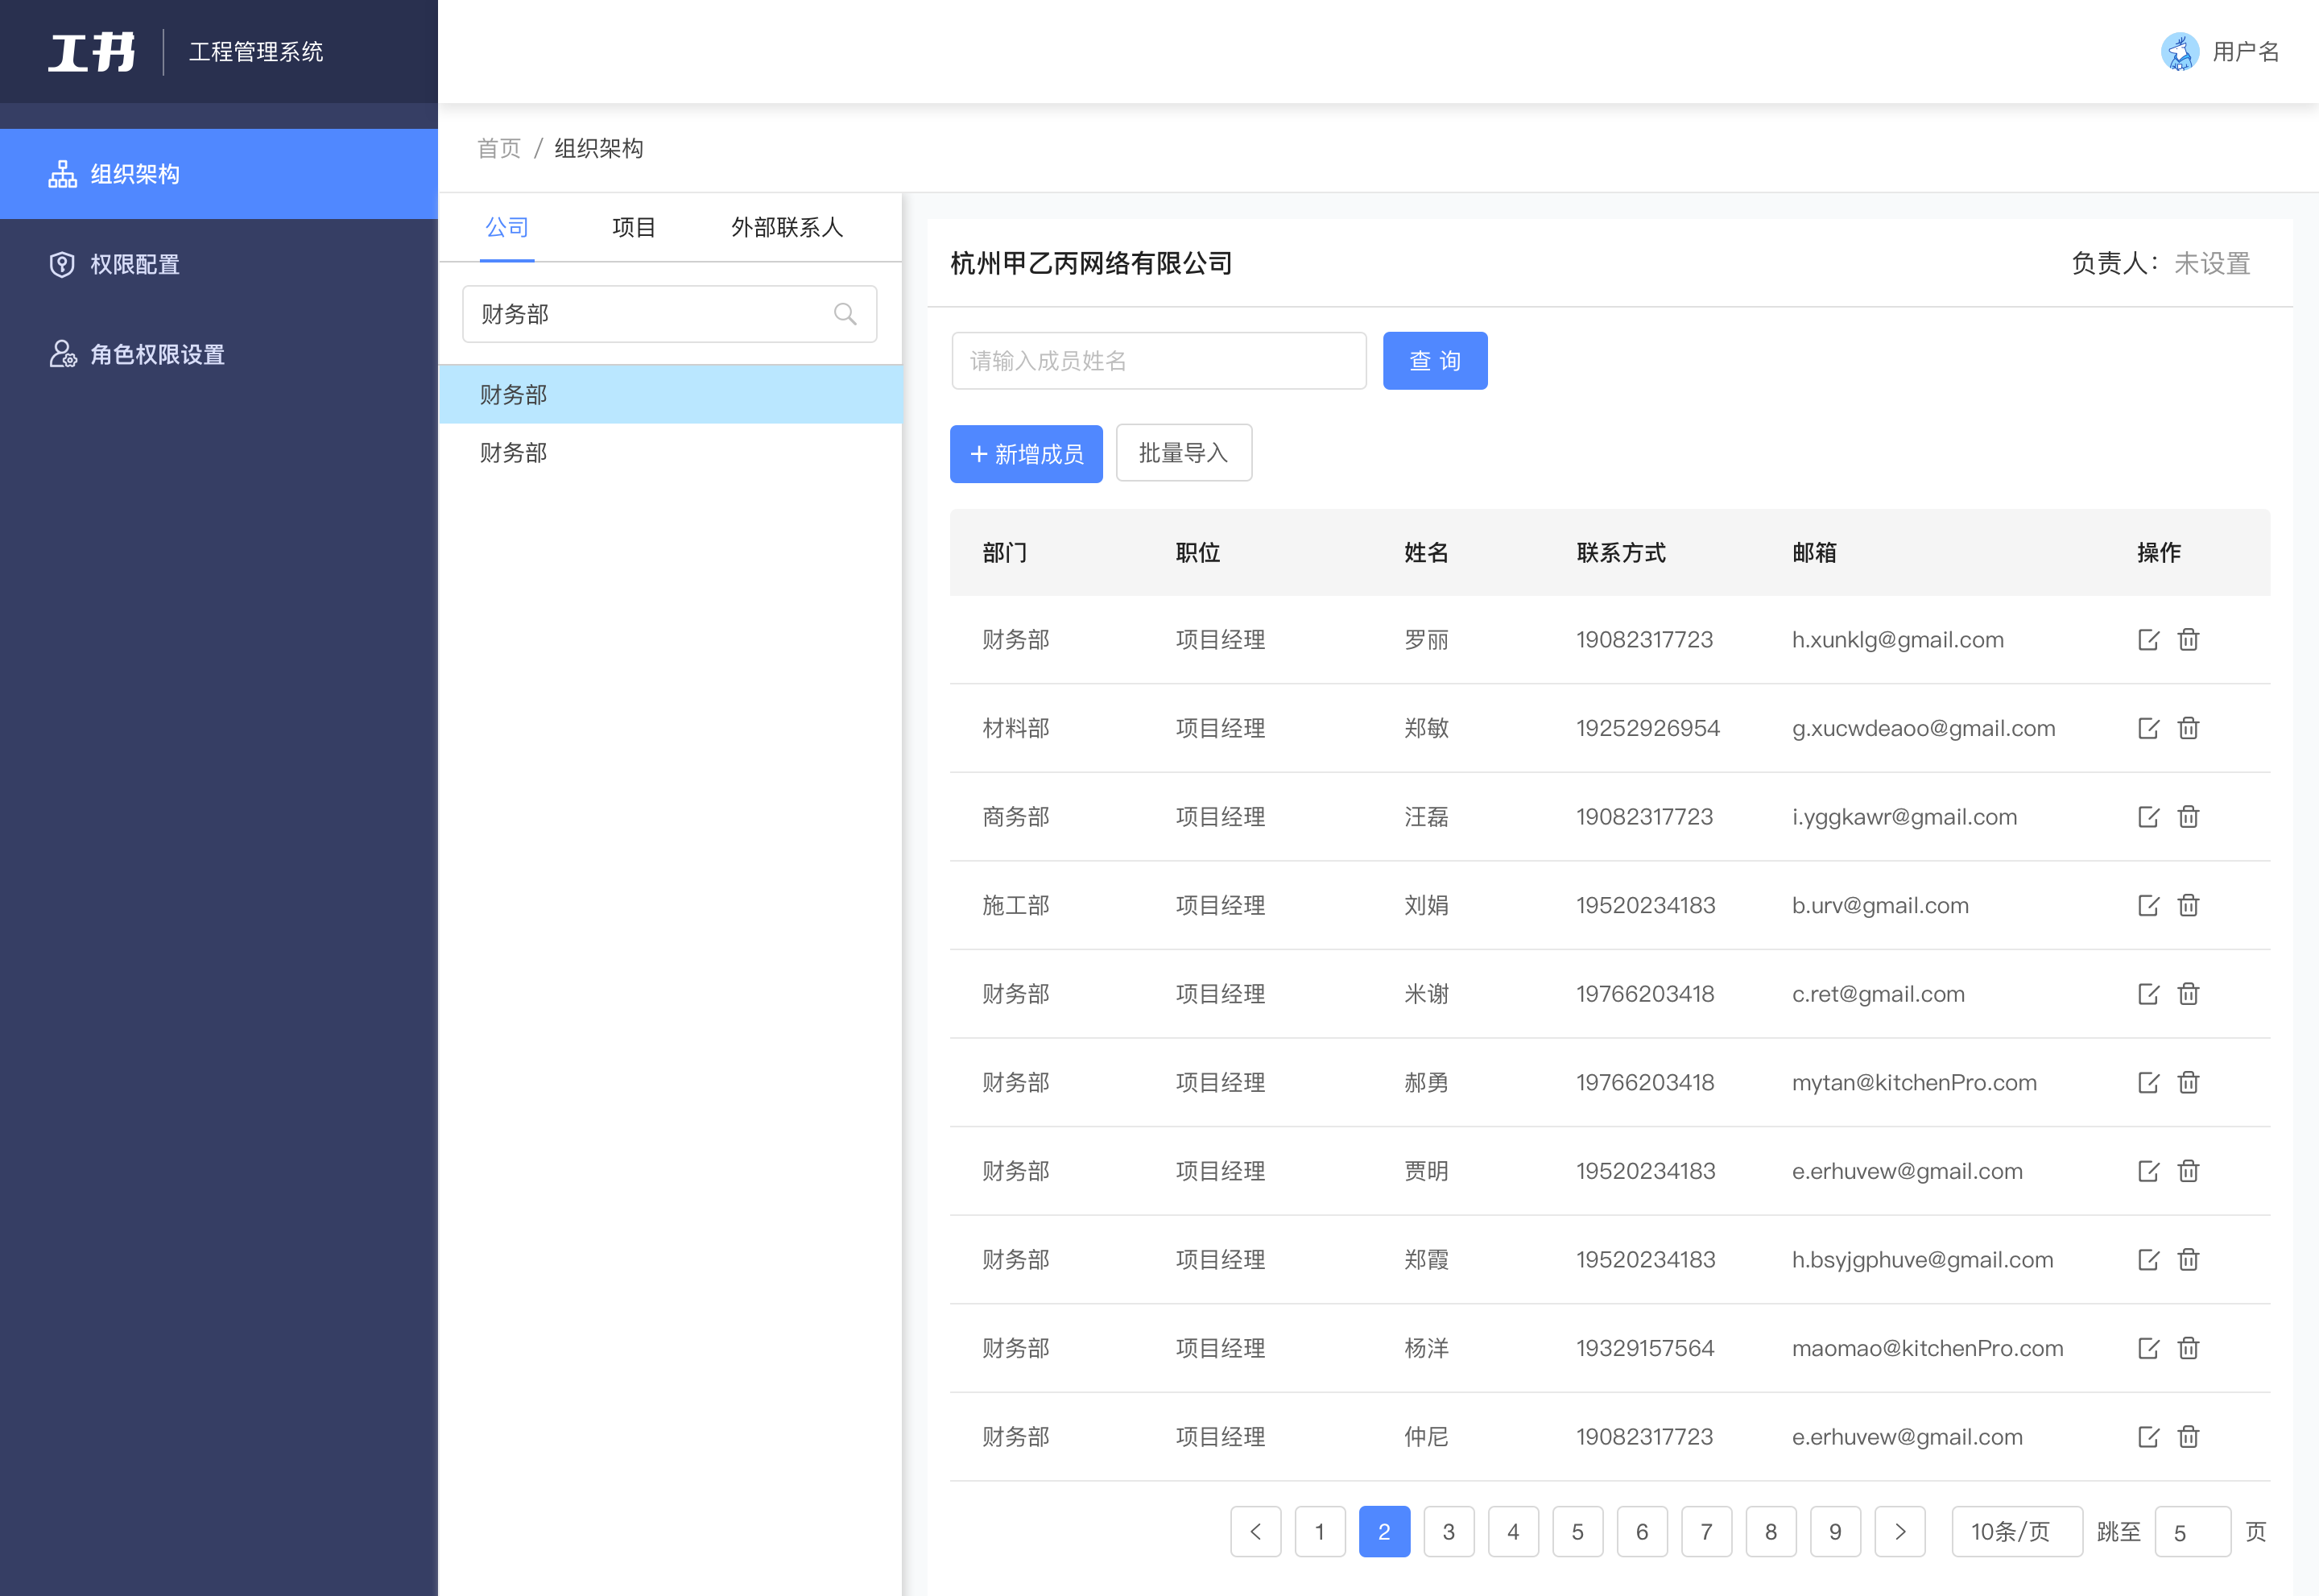 工书 工程管理系统
用户名
组织架构
权限配置
角色权限设置
首页 / 组织架构
公司 项目 外部联系人
财务部
财务部
财务部
杭州甲乙丙网络有限公司 负责人： 未设置
请输入成员姓名 查 询
+ 新增成员 批量导入
部门 职位 姓名 联系方式 邮箱 操作
财务部 项目经理 罗丽 19082317723 h.xunklg@gmail.com
材料部 项目经理 郑敏 19252926954 g.xucwdeaoo@gmail.com
商务部 项目经理 汪磊 19082317723 i.yggkawr@gmail.com
施工部 项目经理 刘娟 19520234183 b.urv@gmail.com
财务部 项目经理 米谢 19766203418 c.ret@gmail.com
财务部 项目经理 郝勇 19766203418 mytan@kitchenPro.com
财务部 项目经理 贾明 19520234183 e.erhuvew@gmail.com
财务部 项目经理 郑霞 19520234183 h.bsyjgphuve@gmail.com
财务部 项目经理 杨洋 19329157564 maomao@kitchenPro.com
财务部 项目经理 仲尼 19082317723 e.erhuvew@gmail.com
< 1 2 3 4 5 6 7 8 9 > 10条/页 跳至 5 页